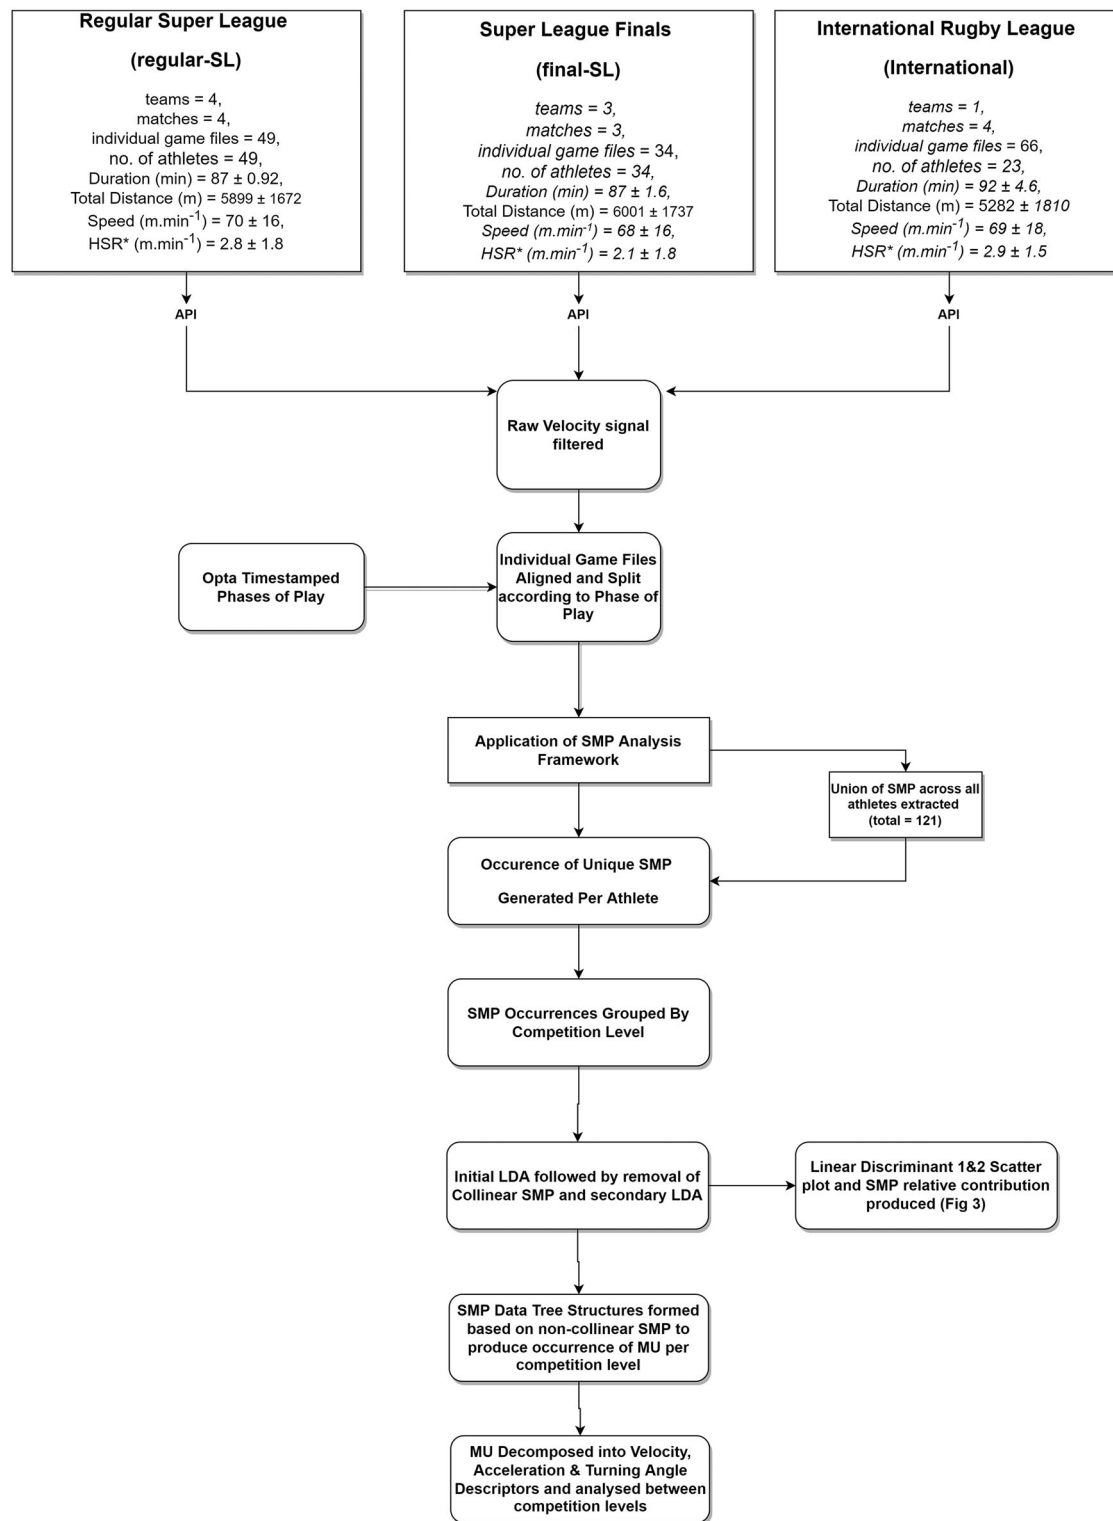 Regular Super League
(regular-SL)
teams = 4,
matches = 4,
individual game files = 49,
no. of athletes = 49,
Duration (min) = 87 ± 0.92,
Total Distance (m) = 5899 ± 1672
Speed (m.min-1) = 70 ± 16,
HSR* (m.min-1) = 2.8 ± 1.8
Super League Finals
(final-SL)
teams = 3,
matches = 3,
individual game files = 34,
no. of athletes = 34,
Duration (min) = 87 ± 1.6,
Total Distance (m) = 6001 ± 1737
Speed (m.min-1) = 68 ± 16,
HSR* (m.min-1) = 2.1 ± 1.8
International Rugby League
(International)
teams = 1,
matches = 4,
individual game files = 66,
no. of athletes = 23,
Duration (min) = 92 ± 4.6,
Total Distance (m) = 5282 ± 1810
Speed (m.min-1) = 69 ± 18,
HSR* (m.min-1) = 2.9 ± 1.5
API
API
API
Raw Velocity signal
filtered
Opta Timestamped
Phases of Play
Individual Game Files
Aligned and Split
according to Phase of
Play
Application of SMP Analysis
Framework
Union of SMP across all
athletes extracted
(total = 121)
Occurence of Unique SMP
Generated Per Athlete
SMP Occurrences Grouped By
Competition Level
Initial LDA followed by removal of
Collinear SMP and secondary LDA
Linear Discriminant 1&2 Scatter
plot and SMP relative contribution
produced (Fig 3)
SMP Data Tree Structures formed
based on non-collinear SMP to
produce occurrence of MU per
competition level
MU Decomposed into Velocity,
Acceleration & Turning Angle
Descriptors and analysed between
competition levels